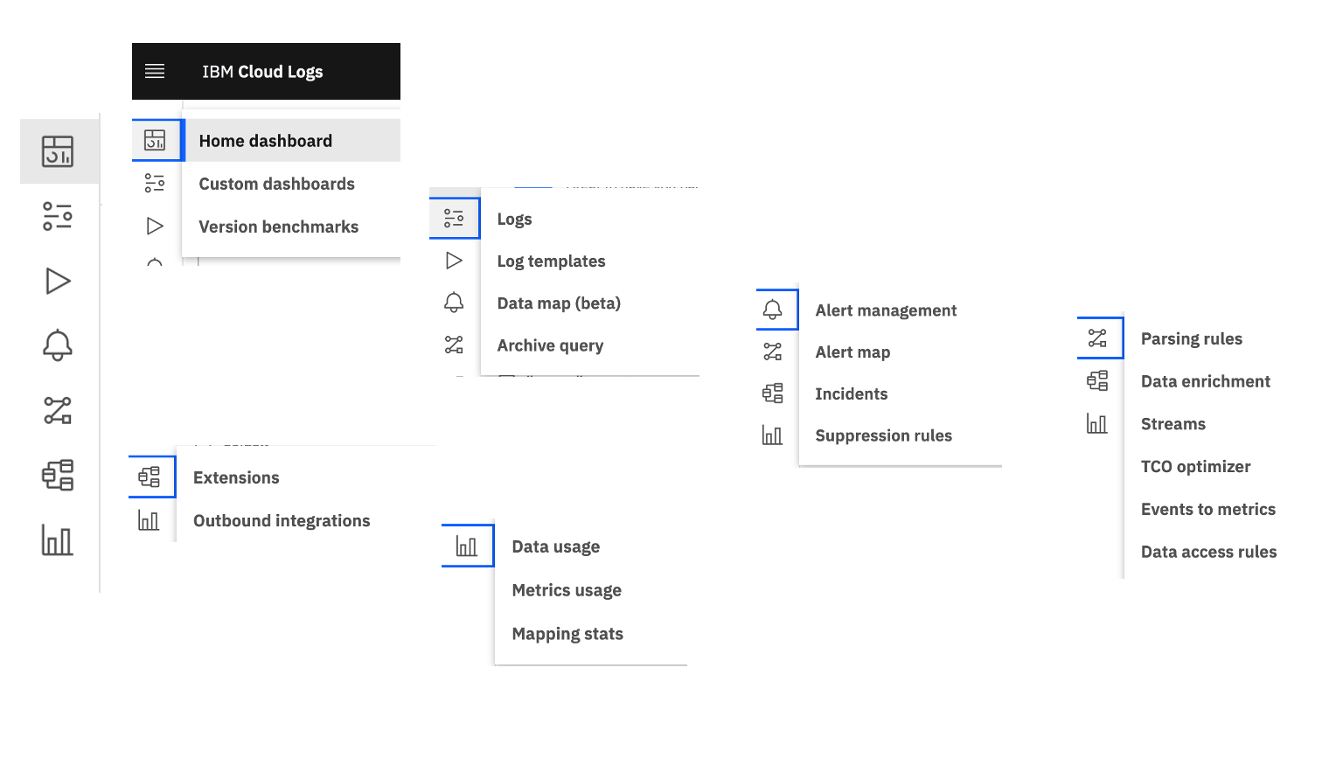 IBM Cloud Logs
Home dashboard
Custom dashboards
Version benchmarks
Logs
Log templates
Data map (beta)
Archive query
Alert management
Alert map
Incidents
Suppression rules
Parsing rules
Data enrichment
Streams
TCO optimizer
Events to metrics
Data access rules
Extensions
Outbound integrations
Data usage
Metrics usage
Mapping stats